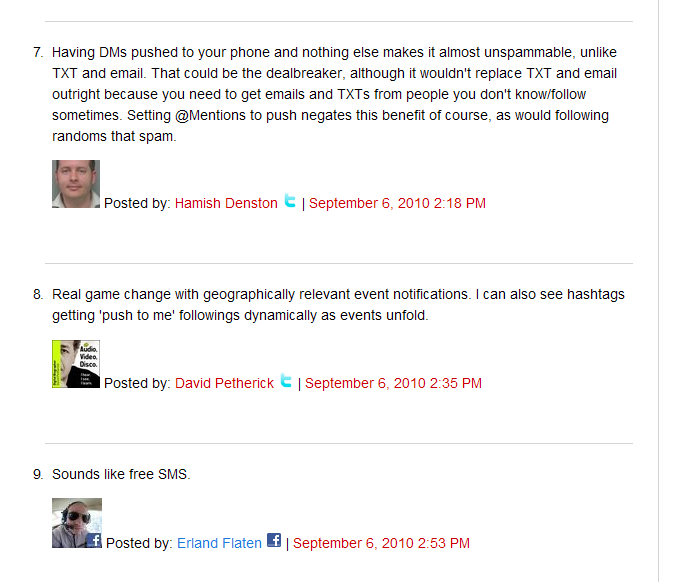 7. Having DMs pushed to your phone and nothing else makes it almost unspammable, unlike
TXT and email. That could be the dealbreaker, although it wouldn't replace TXT and email
outright because you need to get emails and TXTs from people you don't know/follow
sometimes. Setting @Mentions to push negates this benefit of course, as would following
randoms that spam.
Posted by: Hamish Denston | September 6, 2010 2:18 PM
8. Real game change with geographically relevant event notifications. I can also see hashtags
getting 'push to me' followings dynamically as events unfold.
Audio.
Video.
Disco.
Posted by: David Petherick | September 6, 2010 2:35 PM
9. Sounds like free SMS.
Posted by: Erland Flaten | September 6, 2010 2:53 PM